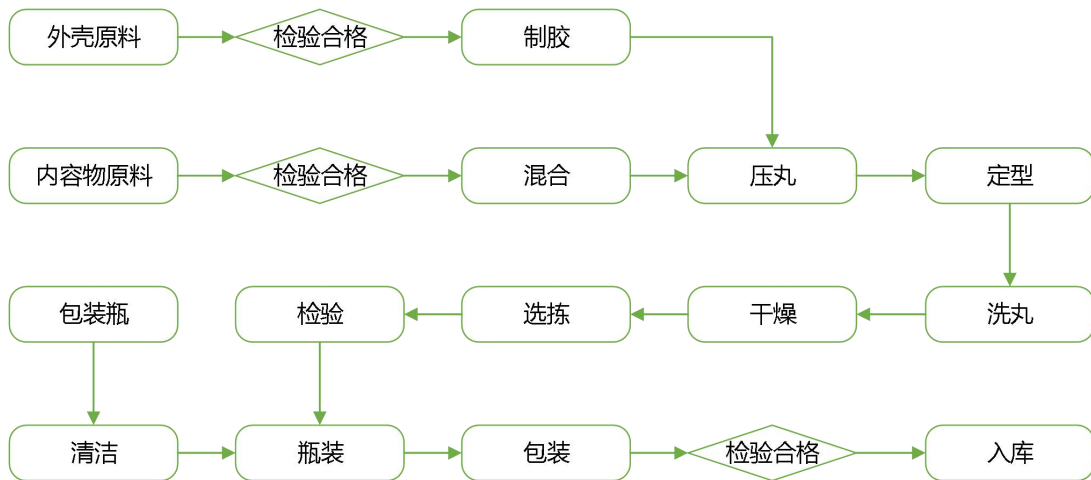 外壳原料
检验合格
制胶
内容物原料
检验合格
混合
压丸
定型
包装瓶
检验
选拣
干燥
洗丸
清洁
瓶装
包装
检验合格
入库